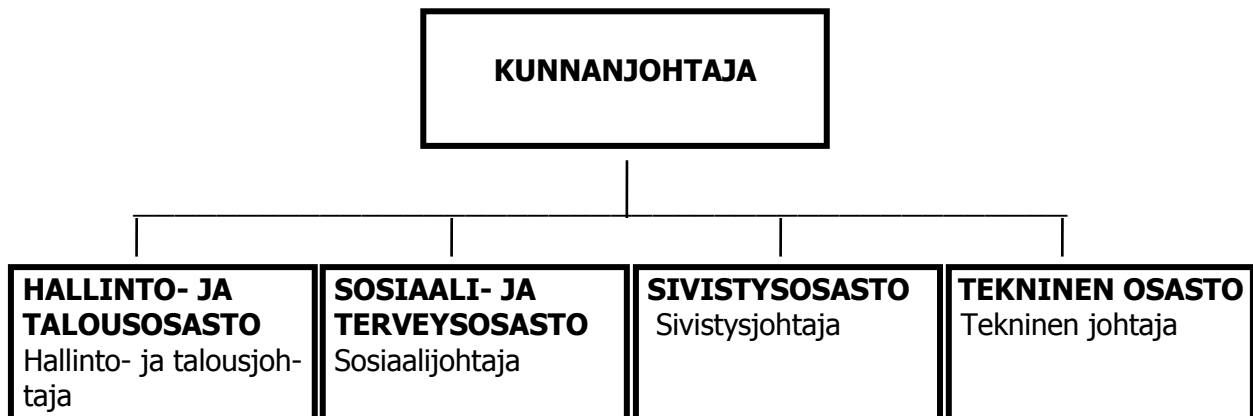 KUNNANJOHTAJA
HALLINTO- JA
TALOUSOSASTO
Hallinto- ja talousjoh-
taja
SOSIAALI- JA
TERVEYSOSASTO
Sosiaalijohtaja
SIVISTYSOSASTO
Sivistysjohtaja
TEKNINEN OSASTO
Tekninen johtaja